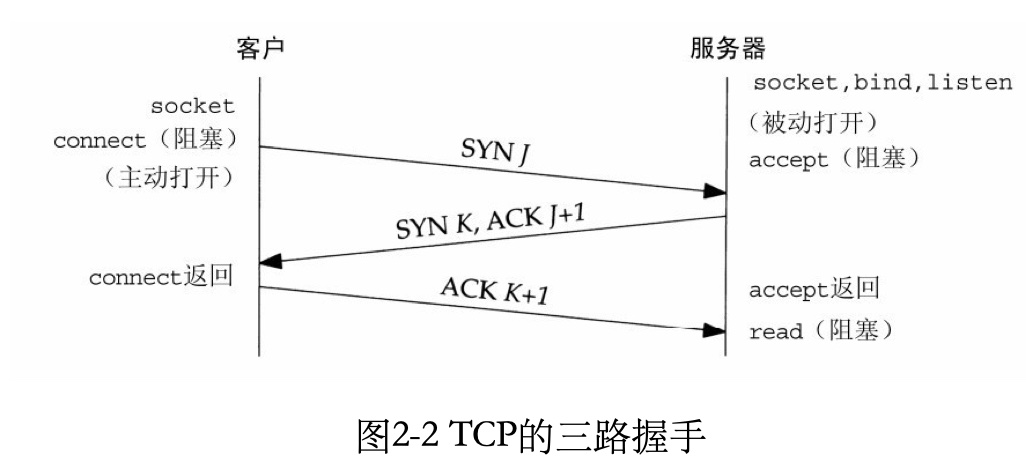 客户
服务器
socket
connect（阻塞）
（主动打开）
socket,bind,listen
（被动打开）
accept（阻塞）
SYN J
SYN K, ACK J+1
connect返回
ACK K+1
accept返回
read（阻塞）
图2-2 TCP的三路握手